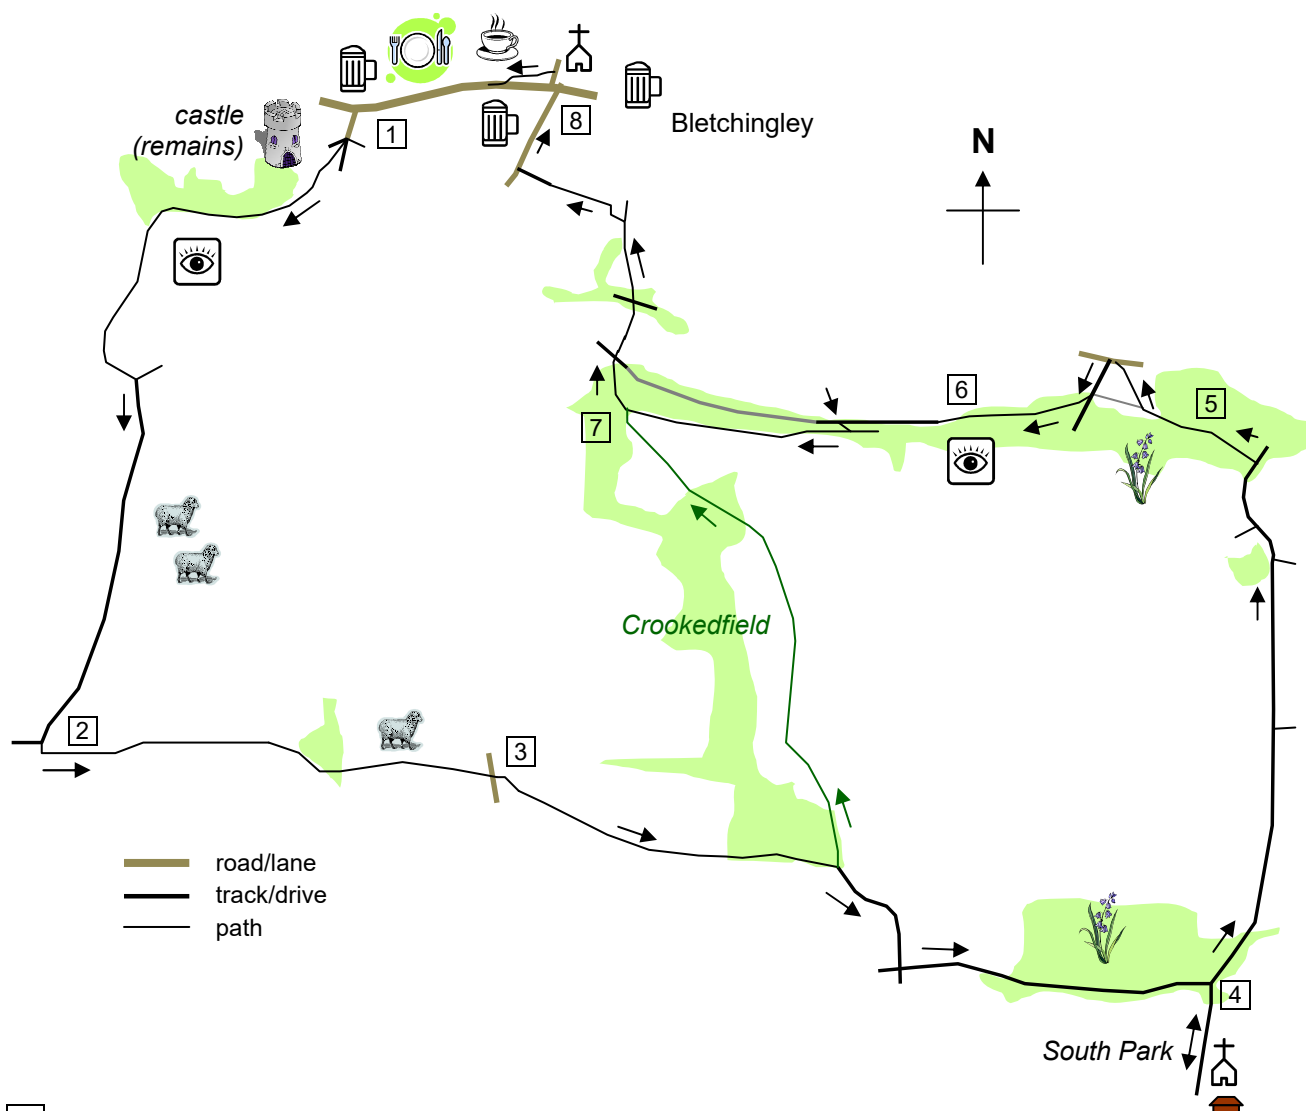 castle
(remains)
1
8
Bletchingley
N
6
5
7
Crookedfield
2
3
road/lane
track/drive
path
4
South Park